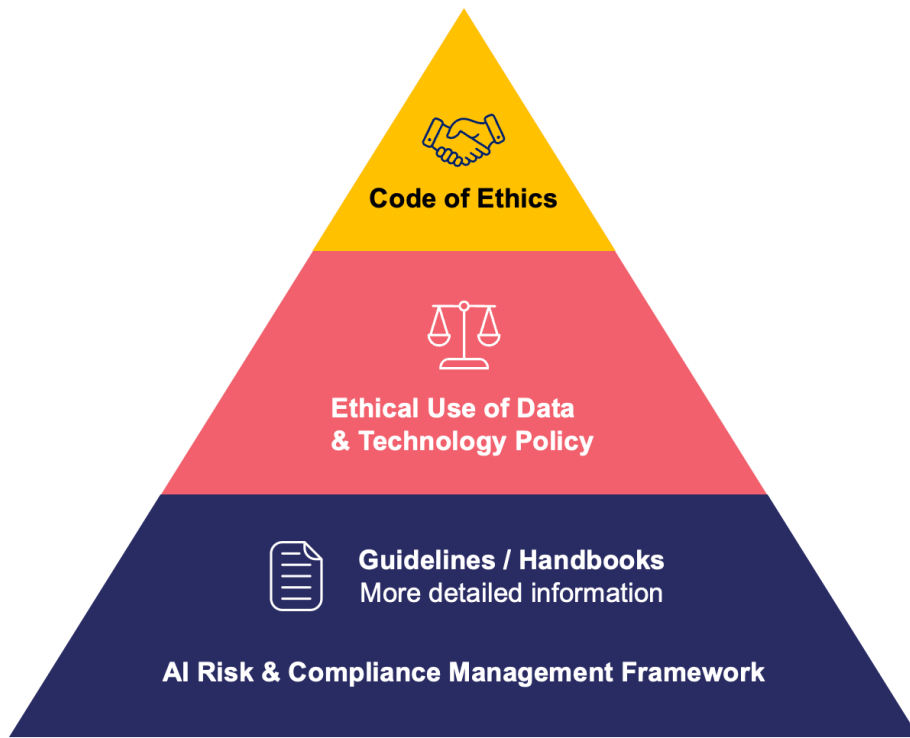 Code of Ethics
Ethical Use of Data
& Technology Policy
Guidelines / Handbooks
More detailed information
AI Risk & Compliance Management Framework